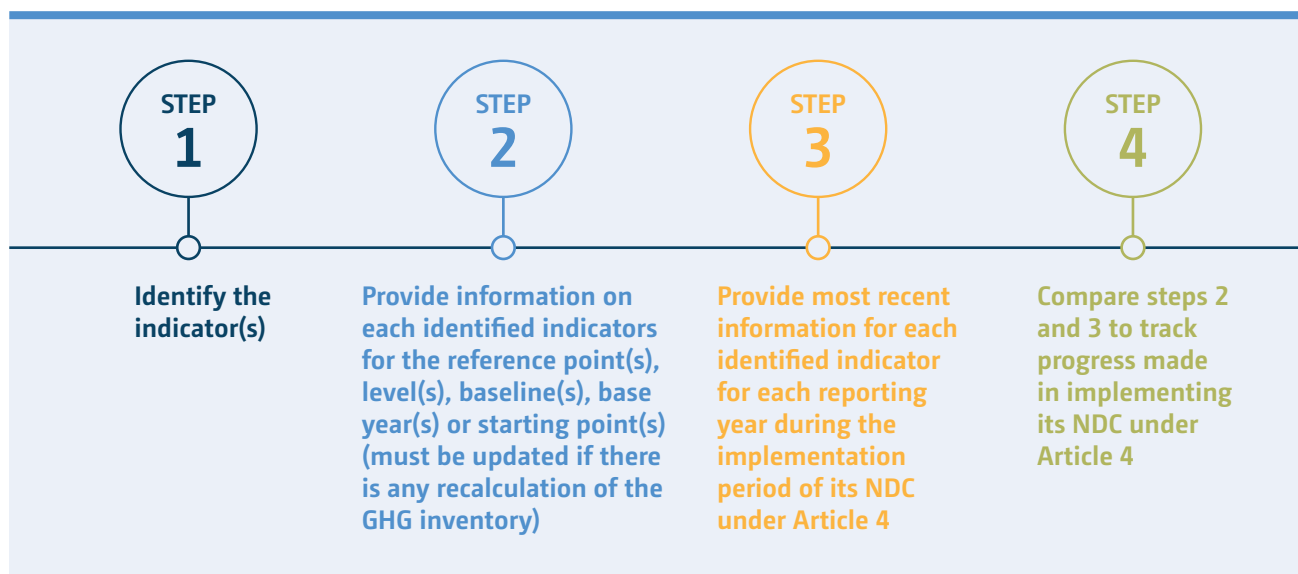 STEP
1
Identify the
indicator(s)
STEP
2
Provide information on
each identified indicators
for the reference point(s),
level(s), baseline(s), base
year(s) or starting point(s)
(must be updated if there
is any recalculation of the
GHG inventory)
STEP
3
Provide most recent
information for each
identified indicator
for each reporting
year during the
implementation
period of its NDC
under Article 4
STEP
4
Compare steps 2
and 3 to track
progress made
in implementing
its NDC under
Article 4